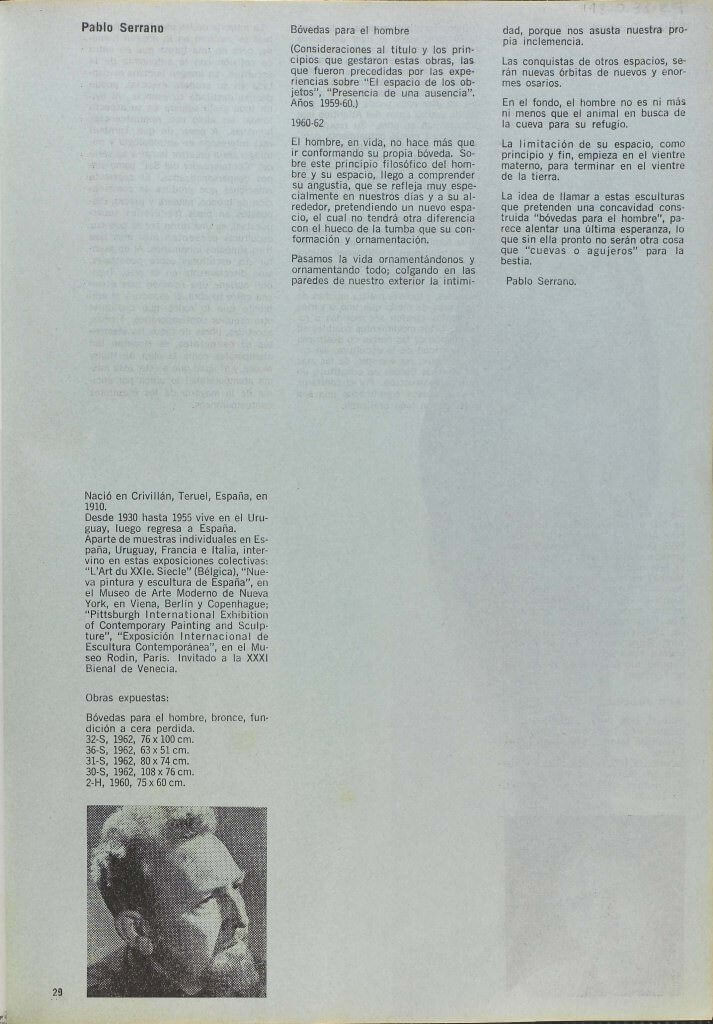 Pablo Serrano
Bóvedas para el hombre
(Consideraciones al título y los prin-
cipios que gestaron estas obras, las
que fueron precedidas por las expe-
riencias sobre "El espacio de los ob-
jetos", "Presencia de una ausencia".
Años 1959-60.)
1960-62
El hombre, en vida, no hace más que
ir conformando su propia bóveda. So-
bre este principio filosófico del hom-
bre y su espacio, llego a comprender
su angustia, que se refleja muy espe-
cialmente en nuestros días y a su al-
rededor, pretendiendo un nuevo espa-
cio, el cual no tendrá otra diferencia
con el hueco de la tumba que su con-
formación y ornamentación.
Pasamos la vida ornamentándonos y
ornamentando todo; colgando en las
paredes de nuestro exterior la intimi-
dad, porque nos asusta nuestra pro-
pia inclemencia.
Las conquistas de otros espacios, se-
rán nuevas órbitas de nuevos y enor-
mes osarios.
En el fondo, el hombre no es ni más
ni menos que el animal en busca de
la cueva para su refugio.
La limitación de su espacio, como
principio y fin, empieza en el vientre
materno, para terminar en el vientre
de la tierra.
La idea de llamar a estas esculturas
que pretenden una concavidad cons-
truida "bóvedas para el hombre", pa-
rece alentar una última esperanza, lo
que sin ella pronto no serán otra cosa
que "cuevas o agujeros" para la
bestia.
Pablo Serrano.
Nació en Crivillán, Teruel, España, en
1910.
Desde 1930 hasta 1955 vive en el Uru-
guay, luego regresa a España.
Aparte de muestras individuales en Es-
paña, Uruguay, Francia e Italia, inter-
vino en estas exposiciones colectivas:
"L'Art du XXIe. Siecle" (Bélgica), "Nue-
va pintura y escultura de España", en
el Museo de Arte Moderno de Nueva
York, en Viena, Berlín y Copenhague;
"Pittsburgh International Exhibition
of Contemporary Painting and Sculp-
ture", "Exposición Internacional de
Escultura Contemporánea", en el Mu-
seo Rodin, París. Invitado a la XXXI
Bienal de Venecia.
Obras expuestas:
Bóvedas para el hombre, bronce, fun-
dición a cera perdida.
32-S, 1962, 76 x 100 cm.
36-S, 1962, 63 x 51 cm.
31-S, 1962, 80 x 74 cm.
30-S, 1962, 108 x 76 cm.
2-H, 1960, 75 x 60 cm.
29